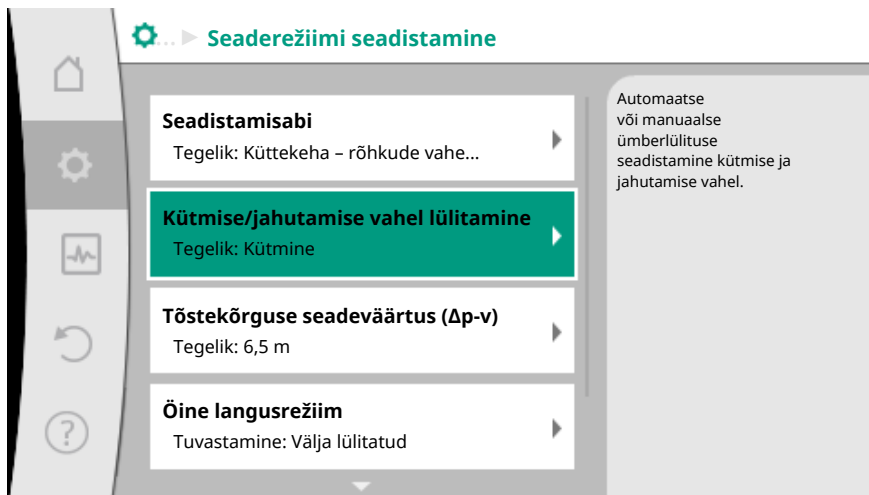 ... Seaderežiimi seadistamine
Seadistamisabi
Tegelik: Küttekeha – rõhkude vahe...
Kütmise/jahutamise vahel lülitamine
Tegelik: Kütmine
Tõstekõrguse seadeväärtus (Δp-v)
Tegelik: 6,5 m
Öine langusrežiim
Tuvastamine: Välja lülitatud
Automaatse
või manuaalse
ümberlülituse
seadistamine kütmise ja
jahutamise vahel.
?